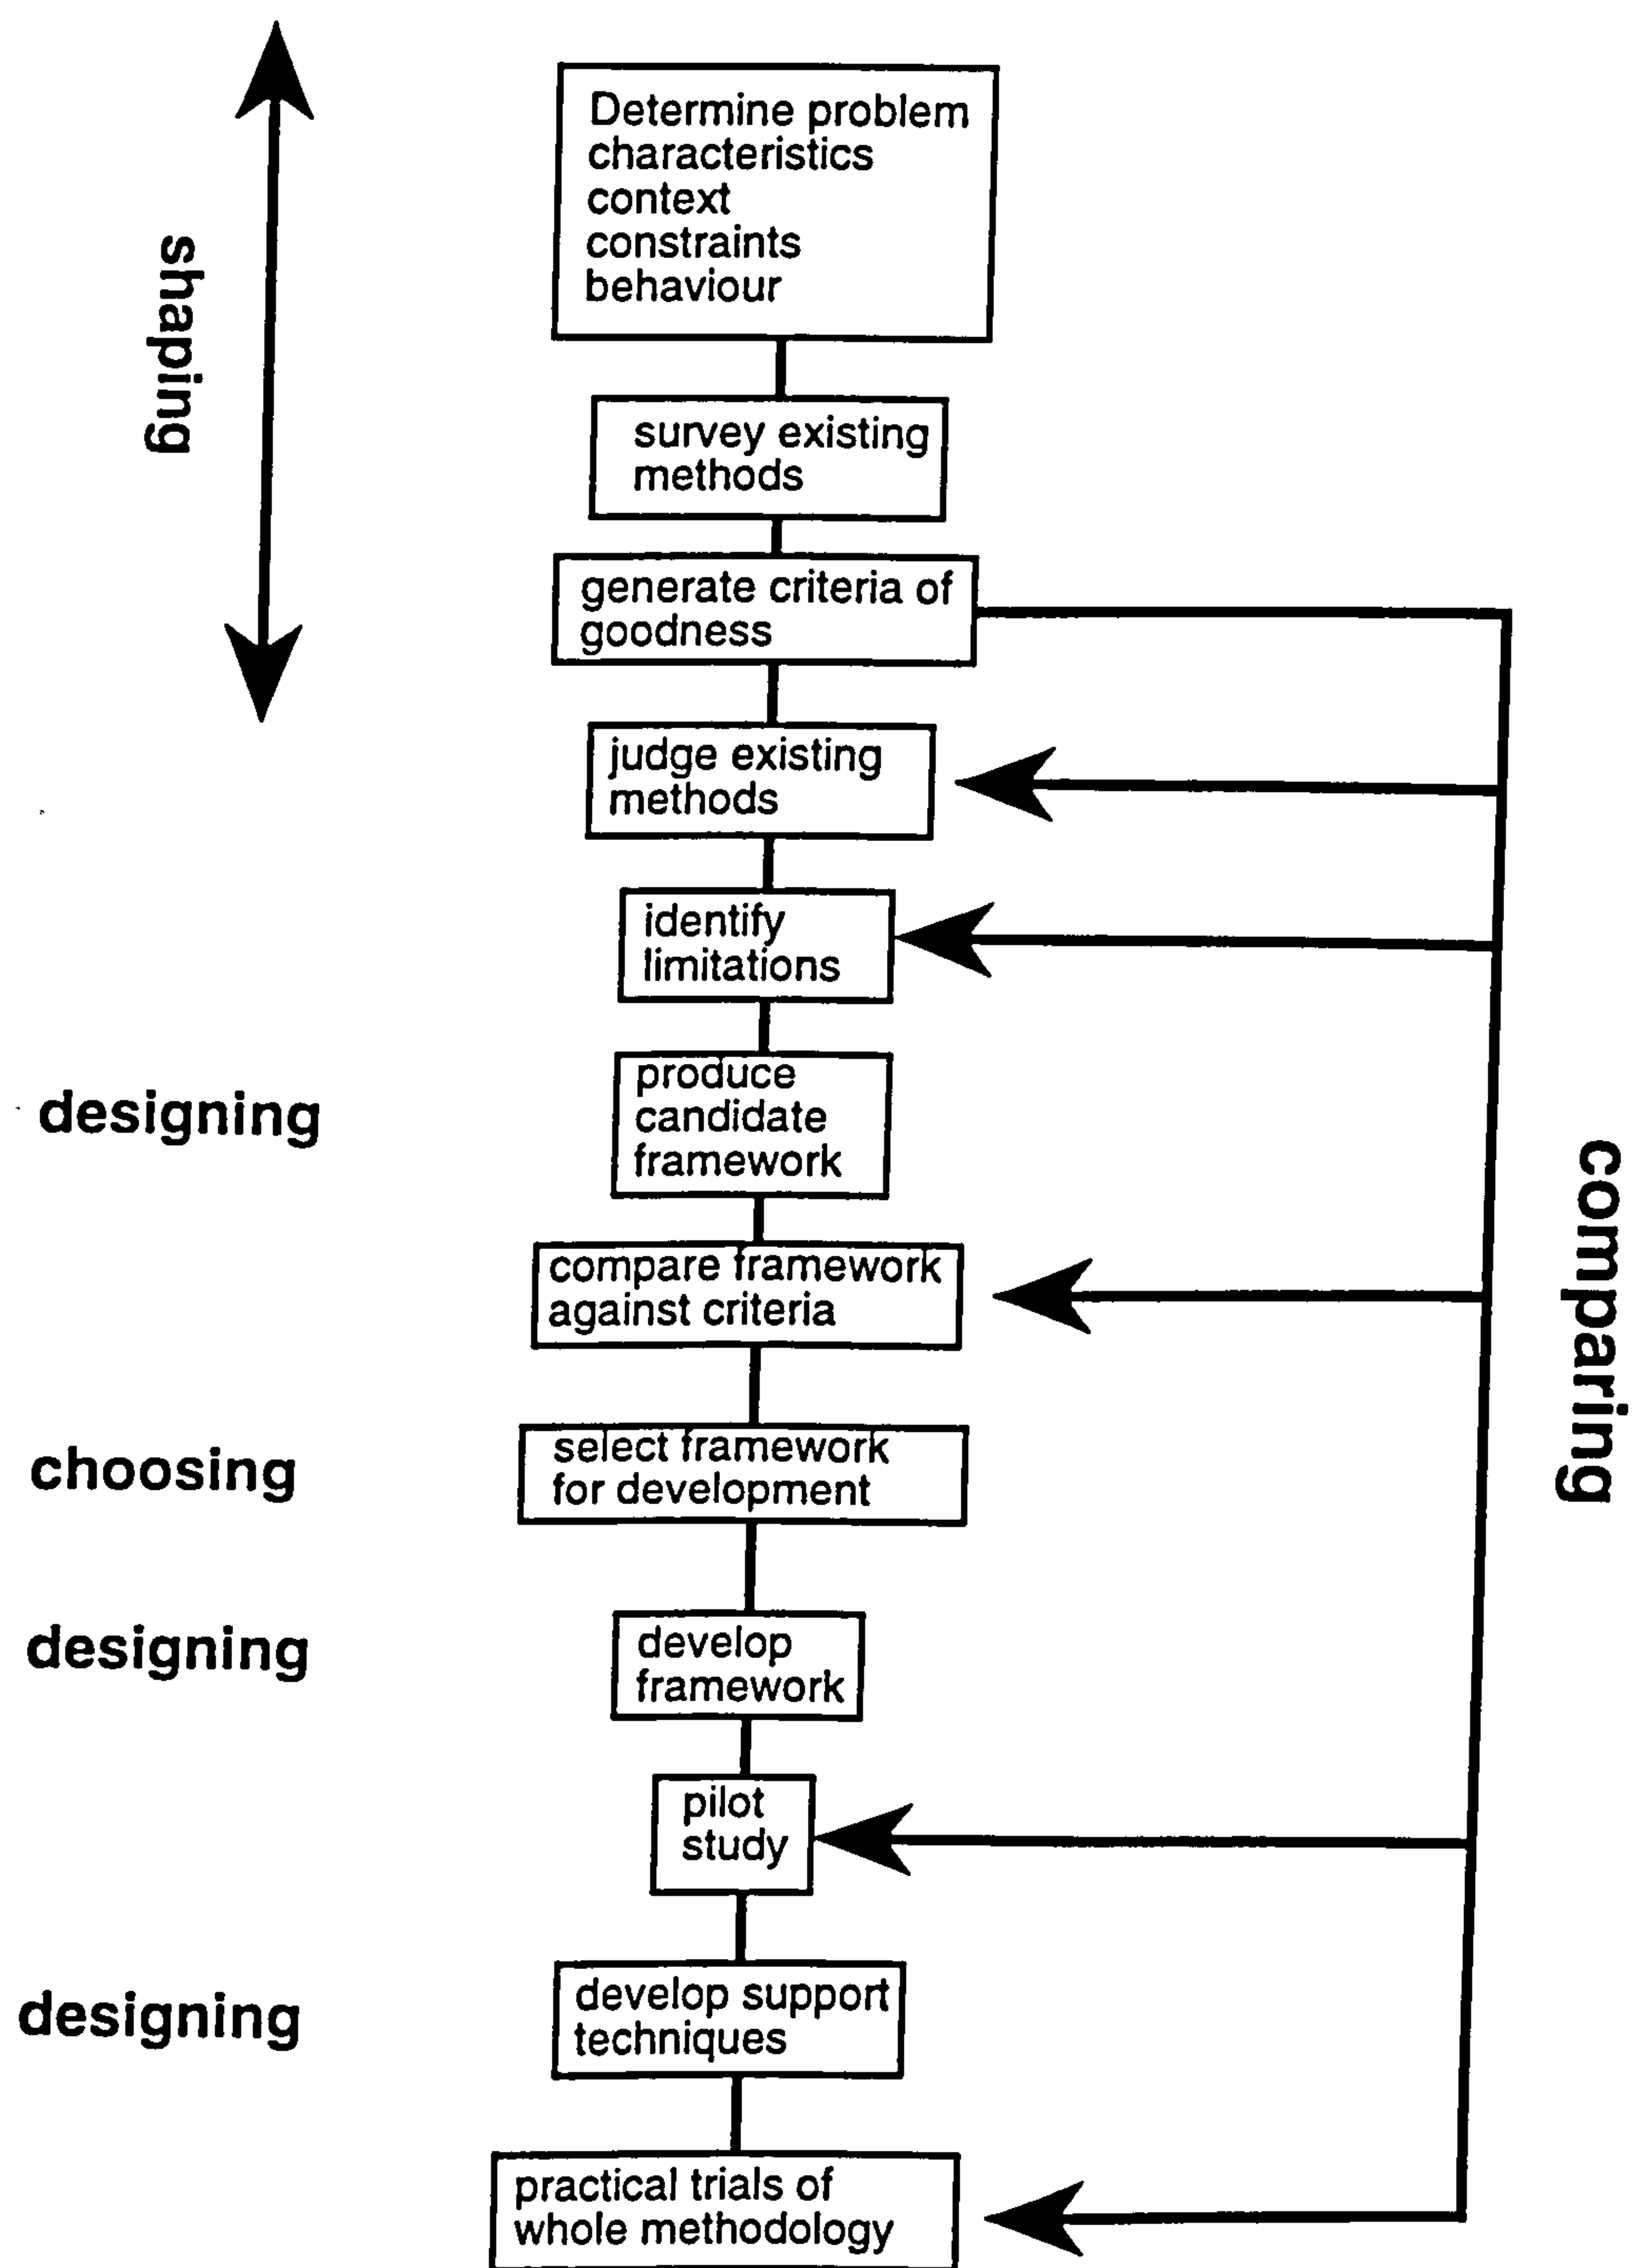 Determine problem
characteristics
context
constraints
behaviour
shaping
survey existing
methods
generate criteria of
goodness
judge existing
methods
identify
limitations
designing
produce
candidate
framework
comparing
compare framework
against criteria
choosing
select framework
for development
designing
develop
framework
pilot
study
designing
develop support
techniques
practical trials of
whole methodology